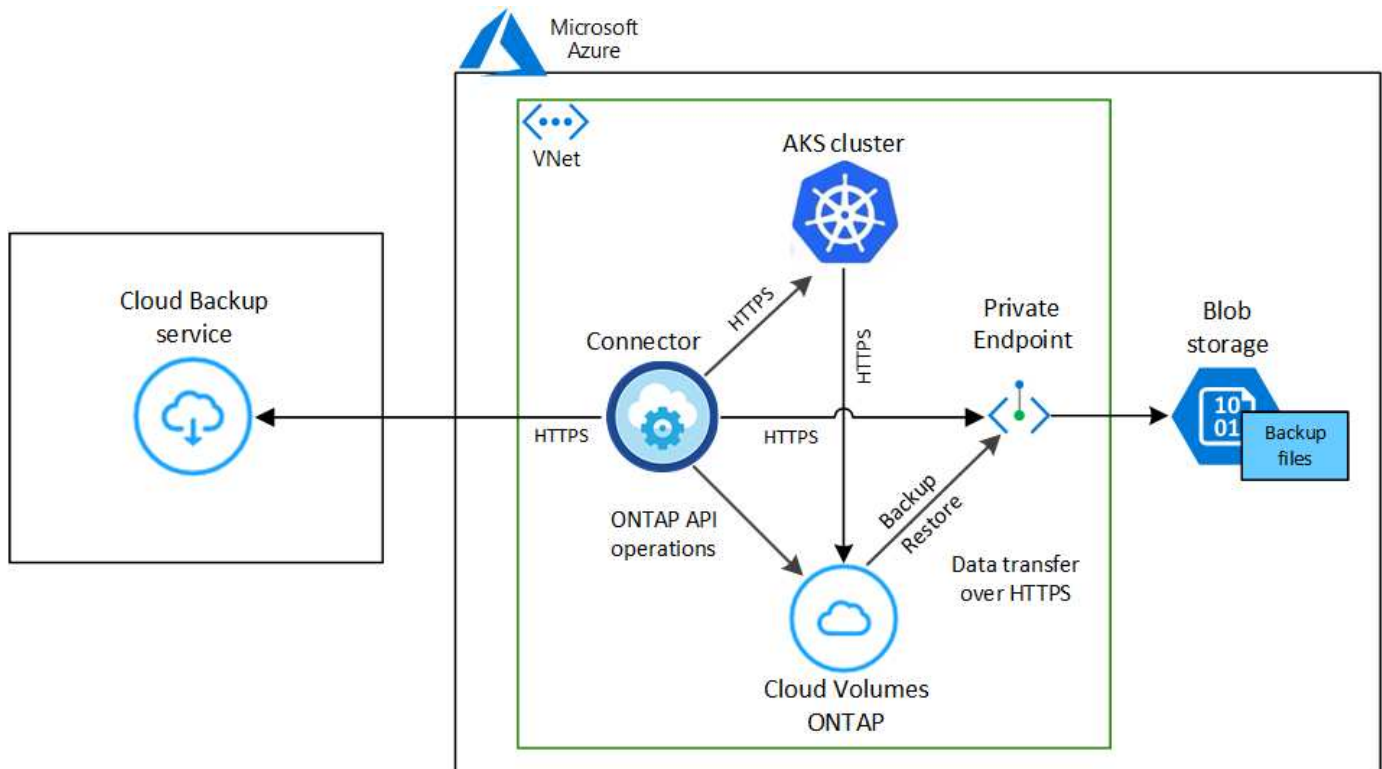 Microsoft
Azure
VNet
AKS cluster
Cloud Backup
service
Connector
HTTPS
HTTPS
Private
Endpoint
Blob
storage
10
01
Backup
files
HTTPS
HTTPS
ONTAP API
operations
Backup
Restore
Data transfer
over HTTPS
Cloud Volumes
ONTAP